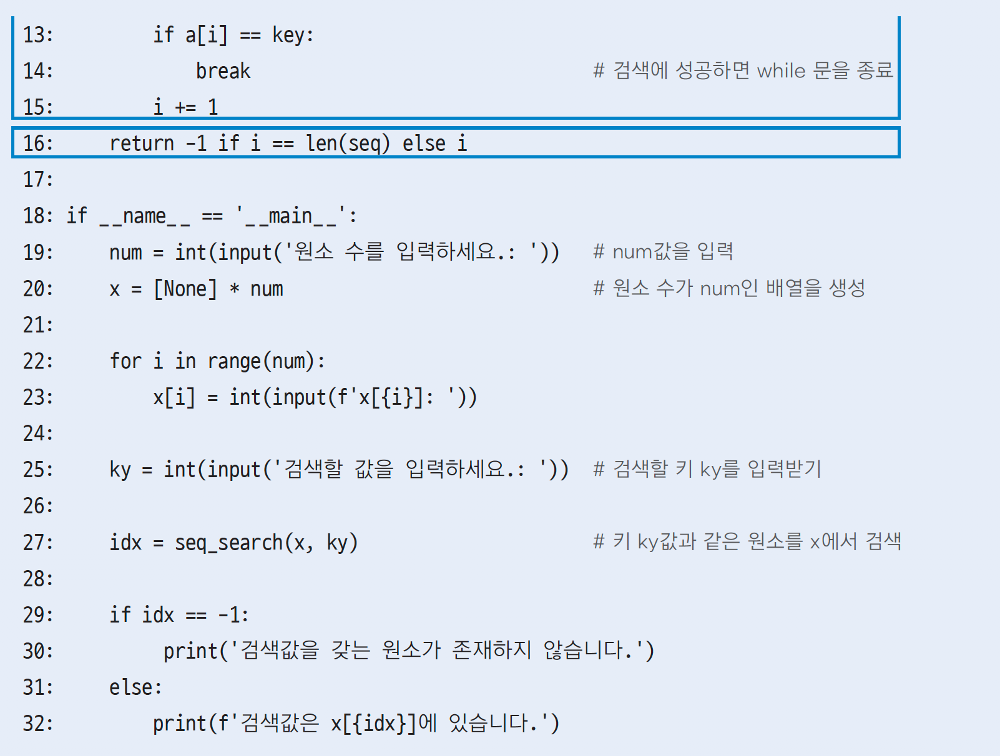 13:         if a[i] == key:
14:             break                                # 검색에 성공하면 while 문을 종료
15:         i += 1
16:     return -1 if i == len(seq) else i
17:
18: if __name__ == '__main__':
19:     num = int(input('원소 수를 입력하세요.: '))   # num값을 입력
20:     x = [None] * num                             # 원소 수가 num인 배열을 생성
21:
22:     for i in range(num):
23:         x[i] = int(input(f'x[{i}]: '))
24:
25:     ky = int(input('검색할 값을 입력하세요.: '))  # 검색할 키 ky를 입력받기
26:
27:     idx = seq_search(x, ky)                      # 키 ky값과 같은 원소를 x에서 검색
28:
29:     if idx == -1:
30:          print('검색값을 갖는 원소가 존재하지 않습니다.')
31:     else:
32:         print(f'검색값은 x[{idx}]에 있습니다.')